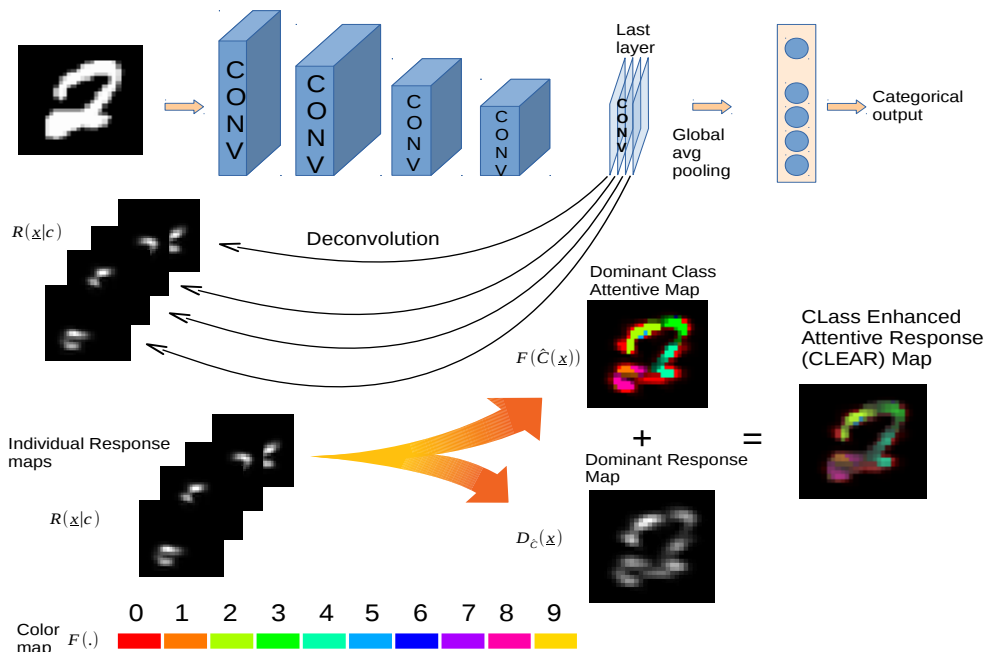 CONV
CONV
CONV
CONV
Last
layer
CONV
Global
avg
pooling
Categorical
output
R(x|c)
Deconvolution
Dominant Class
Attentive Map
F(Ĉ(x))
CLass Enhanced
Attentive Response
(CLEAR) Map
Individual Response
maps
R(x|c)
+
=
Dominant Response
Map
D_ĉ(x)
0 1 2 3 4 5 6 7 8 9
Color
map
F(.)